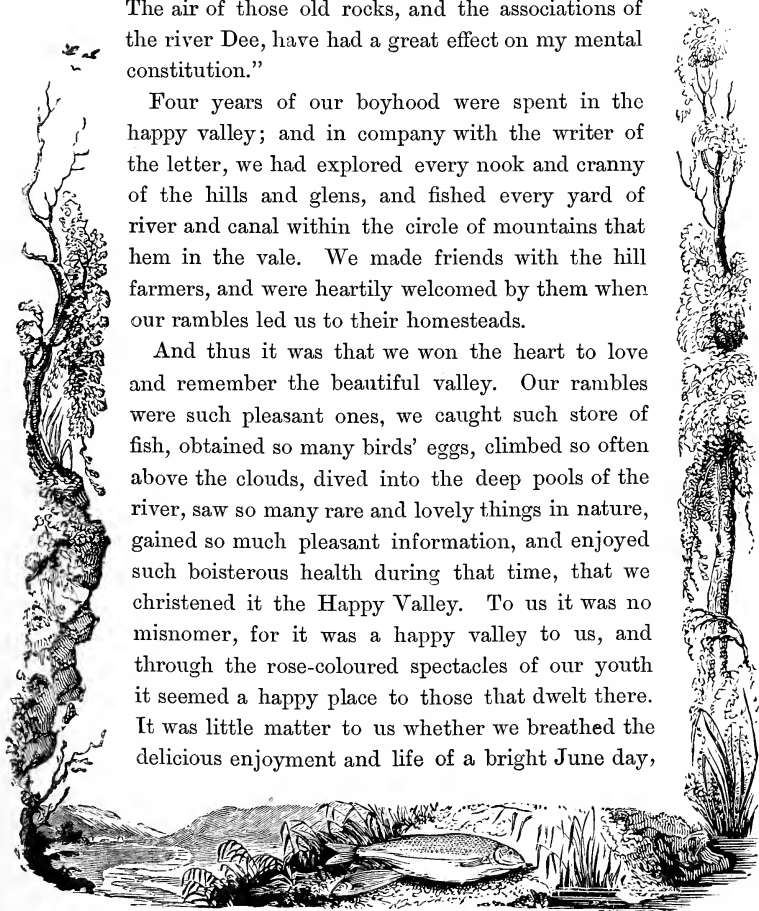 The air of those old rocks, and the associations of
the river Dee, have had a great effect on my mental
constitution.”
Four years of our boyhood were spent in the
happy valley; and in company with the writer of
the letter, we had explored every nook and cranny
of the hills and glens, and fished every yard of
river and canal within the circle of mountains that
hem in the vale. We made friends with the hill
farmers, and were heartily welcomed by them when
our rambles led us to their homesteads.
And thus it was that we won the heart to love
and remember the beautiful valley. Our rambles
were such pleasant ones, we caught such store of
fish, obtained so many birds’ eggs, climbed so often
above the clouds, dived into the deep pools of the
river, saw so many rare and lovely things in nature,
gained so much pleasant information, and enjoyed
such boisterous health during that time, that we
christened it the Happy Valley. To us it was no
misnomer, for it was a happy valley to us, and
through the rose-coloured spectacles of our youth
it seemed a happy place to those that dwelt there.
It was little matter to us whether we breathed the
delicious enjoyment and life of a bright June day,